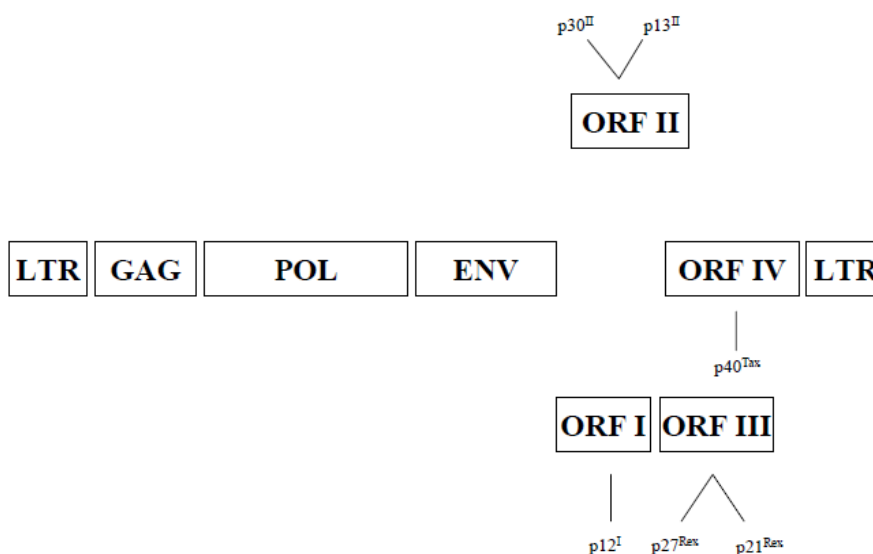 p30II p13II
ORF II
LTR GAG POL ENV ORF IV LTR
p40Tax
ORF I ORF III
p12I p27Rex p21Rex